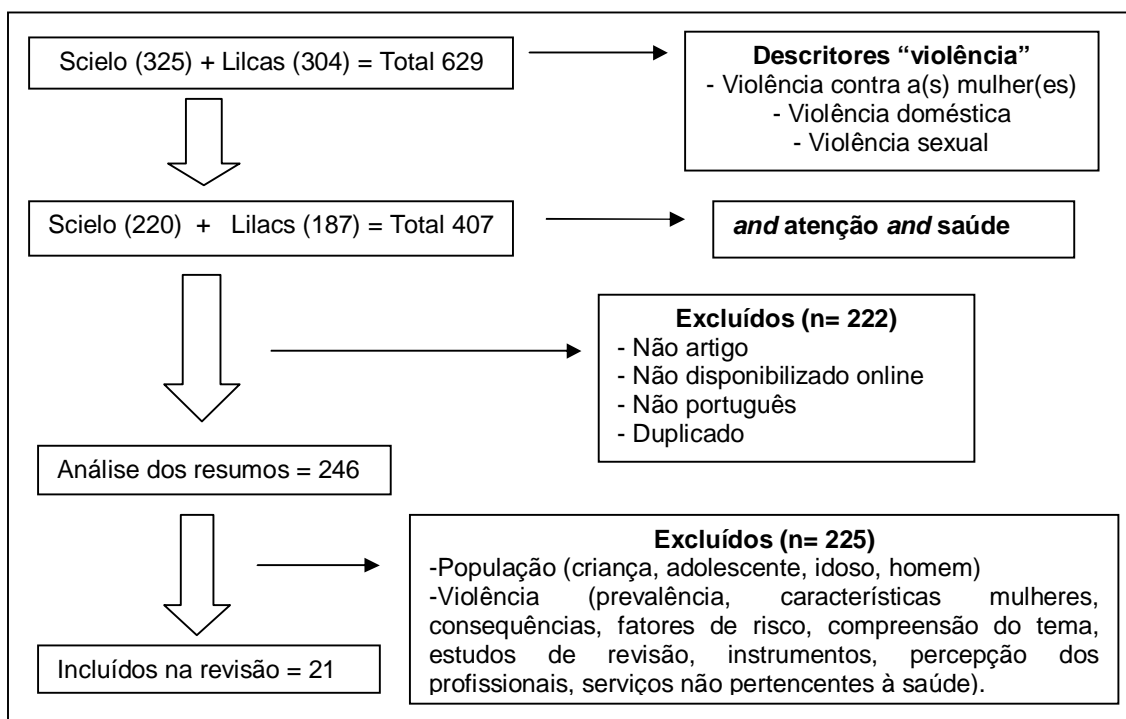 Scielo (325) + Lilcas (304) = Total 629
Descritores “violência”
- Violência contra a(s) mulher(es)
- Violência doméstica
- Violência sexual
Scielo (220) + Lilacs (187) = Total 407
and atenção and saúde
Excluídos (n= 222)
- Não artigo
- Não disponibilizado online
- Não português
- Duplicado
Análise dos resumos = 246
Excluídos (n= 225)
-População (criança, adolescente, idoso, homem)
-Violência (prevalência, características mulheres,
consequências, fatores de risco, compreensão do tema,
estudos de revisão, instrumentos, percepção dos
profissionais, serviços não pertencentes à saúde).
Incluídos na revisão = 21